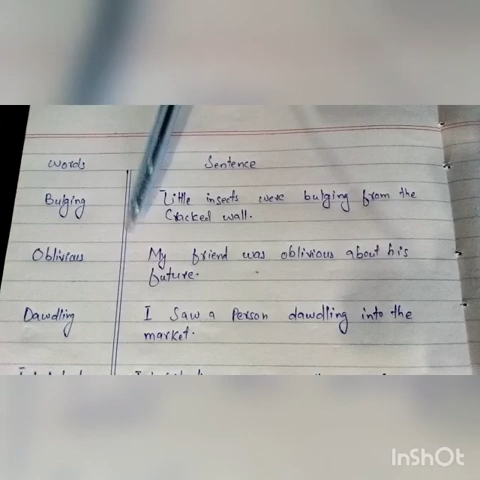 Words Sentence
Bulging Little insects were bulging from the
Cracked wall.
Oblivious My friend was oblivious about his
future.
Dawdling I Saw a Person dawdling into the
market.
InShOt